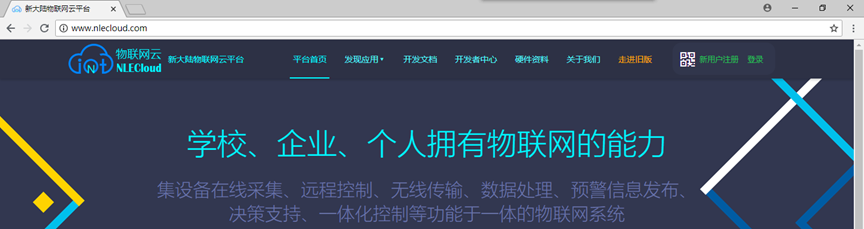 新大陆物联网云平台
www.nlecloud.com
物联网云
NLECloud
iot
新大陆物联网云平台
平台首页 发现应用 开发文档 开发者中心 硬件资料 关于我们 走进旧版 新用户注册 登录
学校、企业、个人拥有物联网的能力
集设备在线采集、远程控制、无线传输、数据处理、预警信息发布、
决策支持、一体化控制等功能于一体的物联网系统